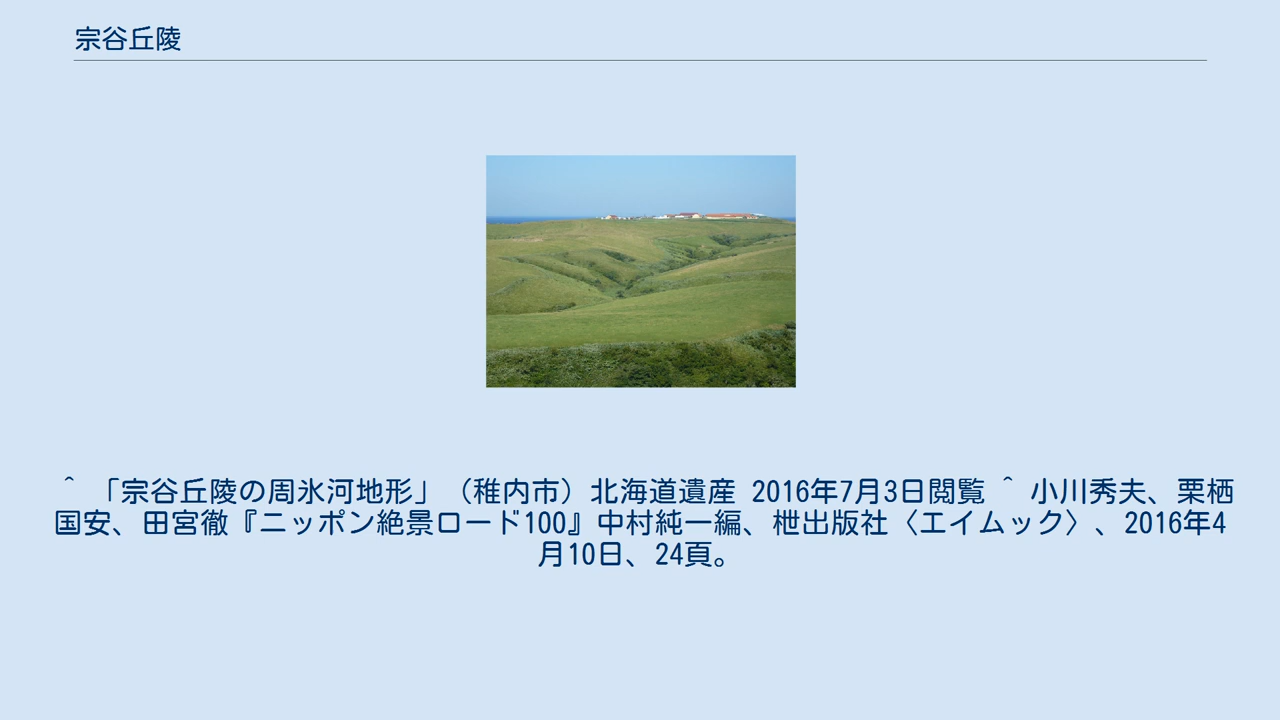 宗谷丘陵
^ 「宗谷丘陵の周氷河地形」（稚内市）北海道遺産 2016年7月3日閲覧 ^ 小川秀夫、栗栖
国安、田宮徹『ニッポン絶景ロード100』中村純一編、枻出版社〈エイムック〉、2016年4
月10日、24頁。